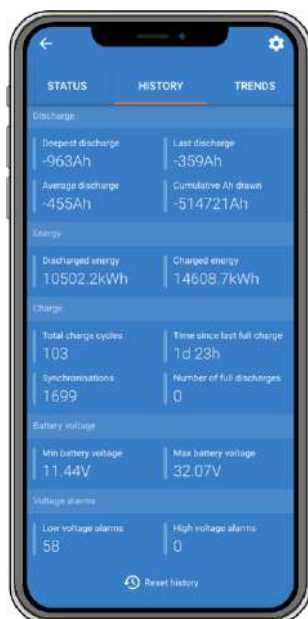 STATUS HISTORY TRENDS
Discharge
Deepest discharge Last discharge
-963Ah -359Ah
Average discharge Cumulative Ah drawn
-455Ah -514721Ah
Energy
Discharged energy Charged energy
10502.2kWh 14608.7kWh
Charge
Total charge cycles Time since last full charge
103 1d 23h
Synchronisations Number of full discharges
1699 0
Battery voltage
Min battery voltage Max battery voltage
11.44V 32.07V
Voltage alarms
Low voltage alarms High voltage alarms
58 0
Reset history